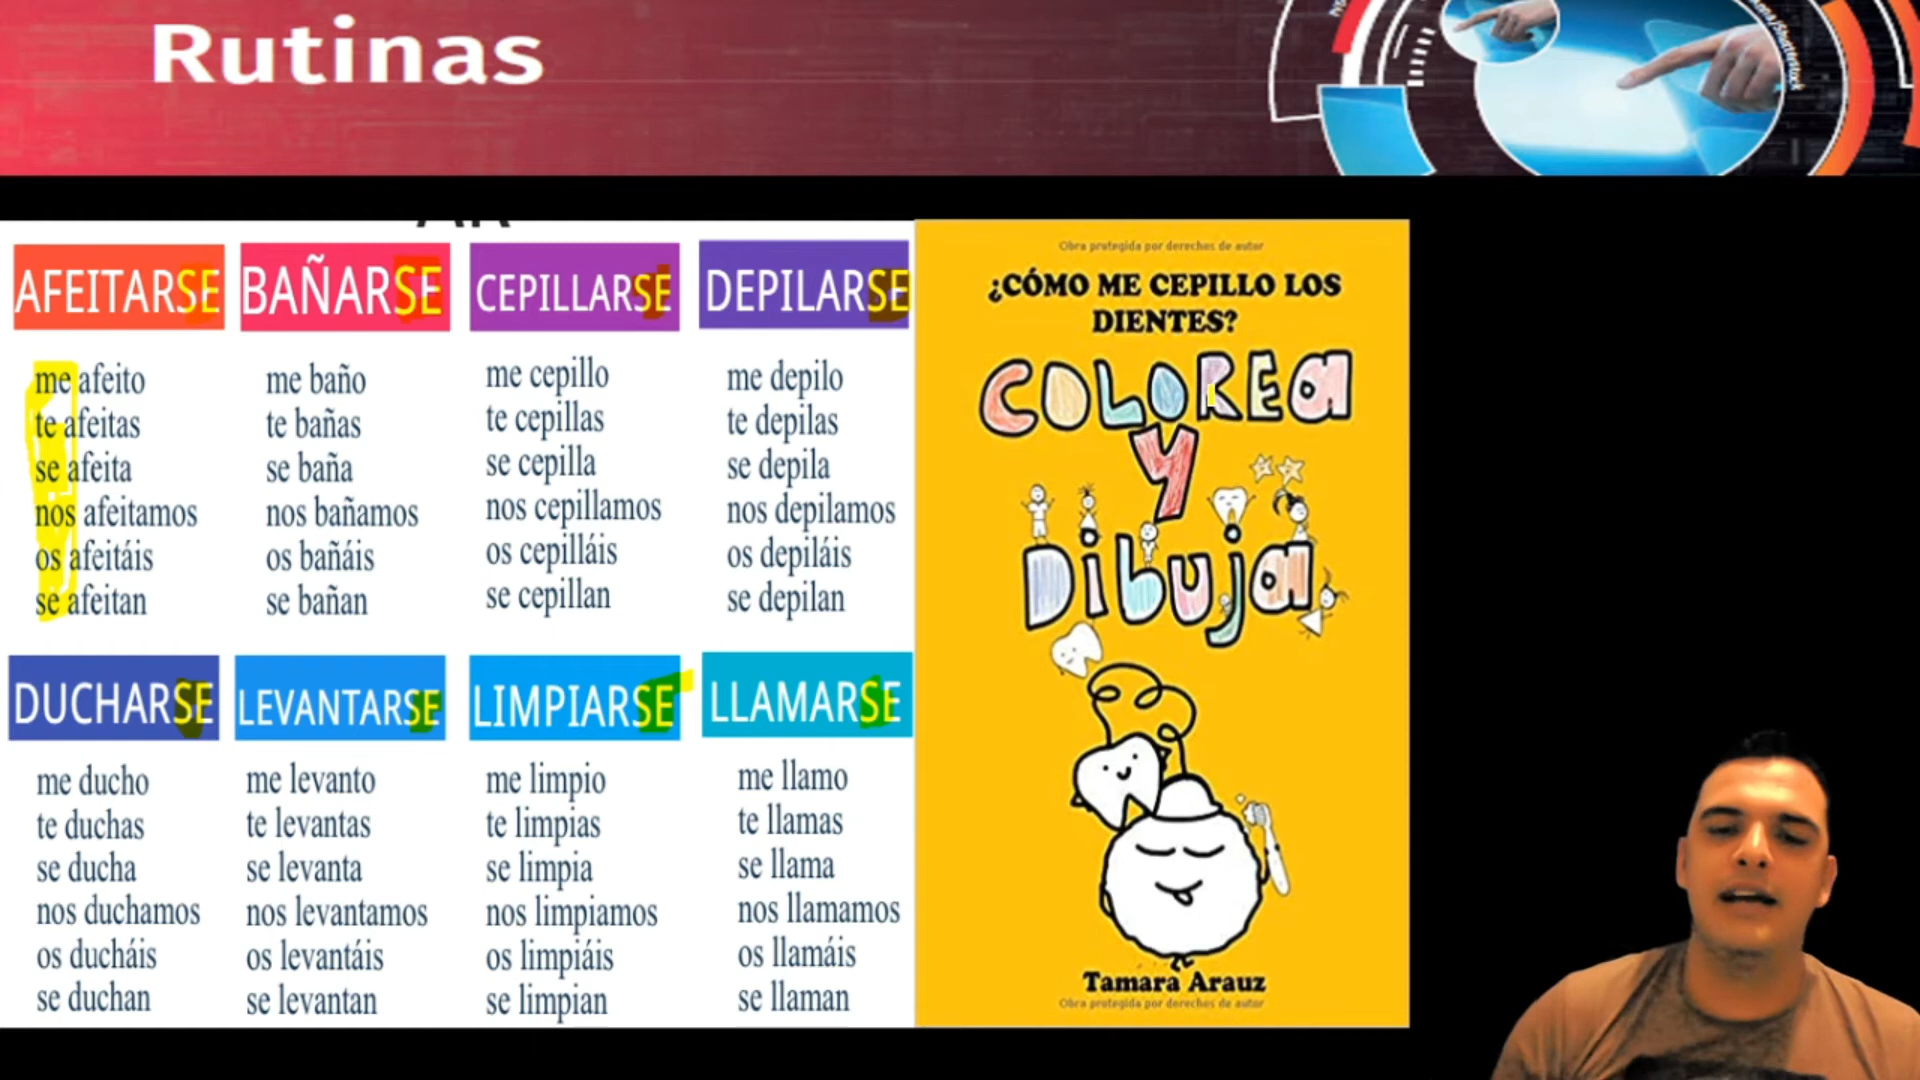 Rutinas
AFEITARSE
me afeito
te afeitas
se afeita
nos afeitamos
os afeitáis
se afeitan
BAÑARSE
me baño
te bañas
se baña
nos bañamos
os bañáis
se bañan
CEPILLARSE
me cepillo
te cepillas
se cepilla
nos cepillamos
os cepilláis
se cepillan
DEPILARSE
me depilo
te depilas
se depila
nos depilamos
os depiláis
se depilan
DUCHARSE
me ducho
te duchas
se ducha
nos duchamos
os ducháis
se duchan
LEVANTARSE
me levanto
te levantas
se levanta
nos levantamos
os levantáis
se levantan
LIMPIARSE
me limpio
te limpias
se limpia
nos limpiamos
os limpiáis
se limpian
LLAMARSE
me llamo
te llamas
se llama
nos llamamos
os llamáis
se llaman
Obra protegida por derechos de autor
¿CÓMO ME CEPILLO LOS
DIENTES?
COLOREa
Y
Dibuja
Tamara Arauz
Obra protegida por derechos de autor